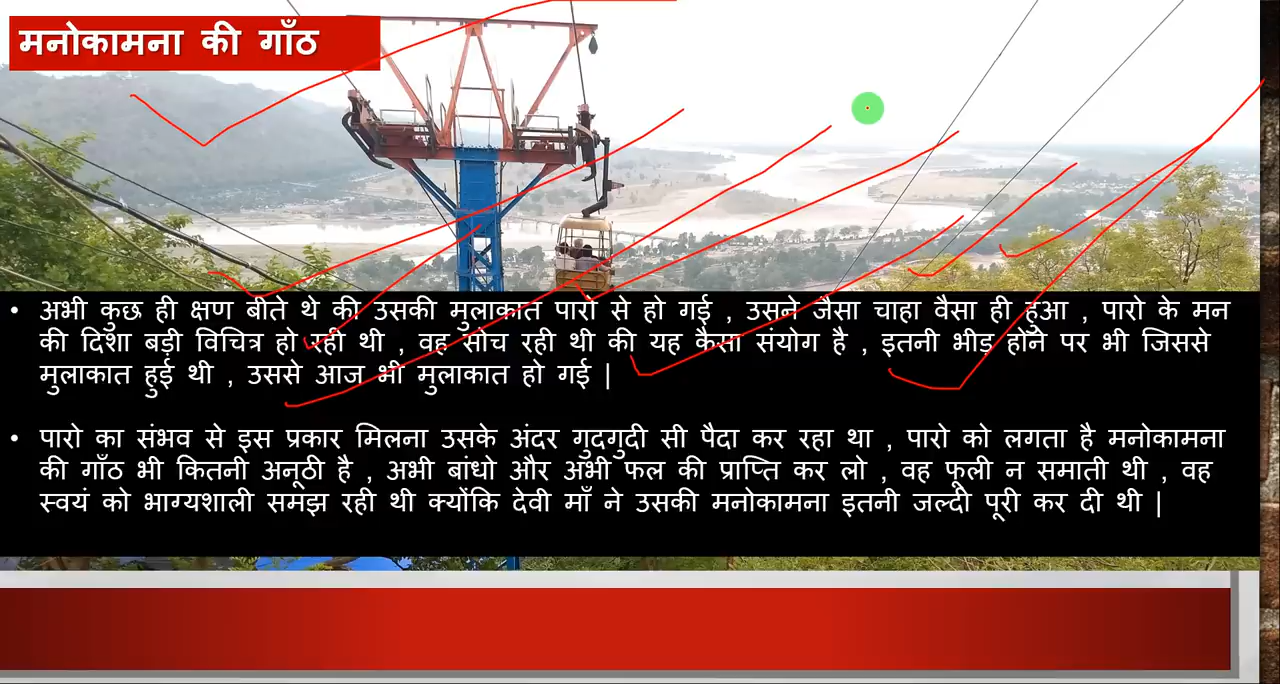 मनोकामना की गाँठ
• अभी कुछ ही क्षण बीते थे की उसकी मुलाकात पारो से हो गई , उसने जैसा चाहा वैसा ही हुआ , पारो के मन
की दिशा बड़ी विचित्र हो रही थी , वह सोच रही थी की यह कैसा संयोग है , इतनी भीड़ होने पर भी जिससे
मुलाकात हुई थी , उससे आज भी मुलाकात हो गई |
• पारो का संभव से इस प्रकार मिलना उसके अंदर गुदगुदी सी पैदा कर रहा था , पारो को लगता है मनोकामना
की गाँठ भी कितनी अनूठी है , अभी बांधो और अभी फल की प्राप्ति कर लो , वह फूली न समाती थी , वह
स्वयं को भाग्यशाली समझ रही थी क्योंकि देवी माँ ने उसकी मनोकामना इतनी जल्दी पूरी कर दी थी |